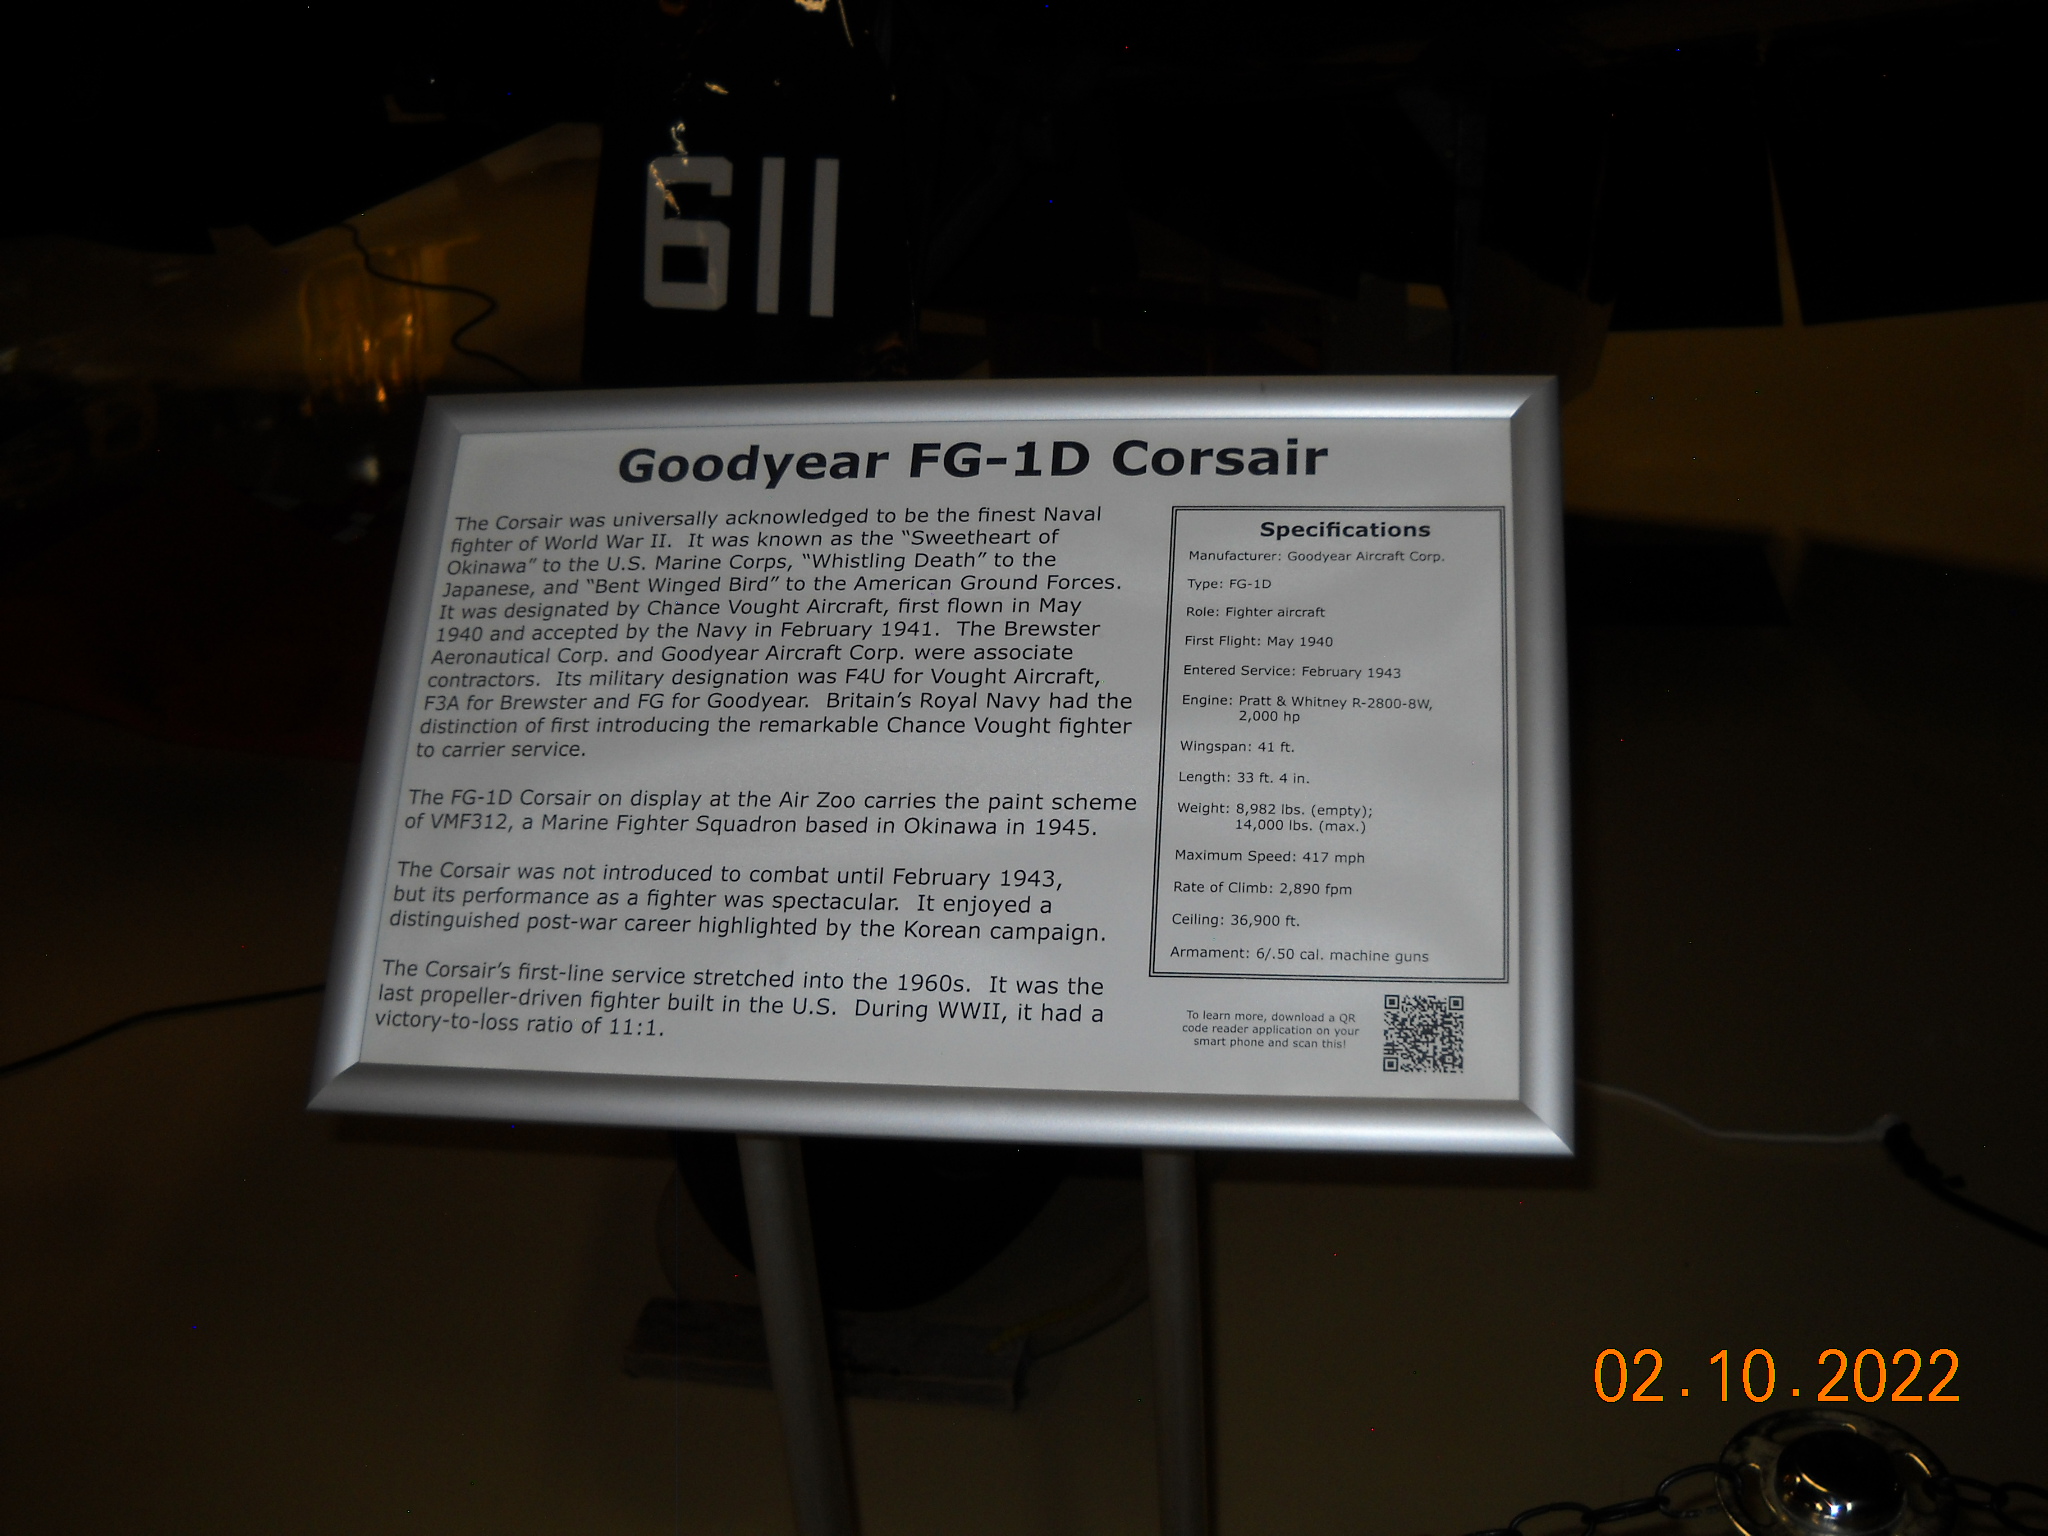 611
Goodyear FG-1D Corsair
The Corsair was universally acknowledged to be the finest Naval
fighter of World War II. It was known as the “Sweetheart of
Okinawa” to the U.S. Marine Corps, “Whistling Death” to the
Japanese, and “Bent Winged Bird” to the American Ground Forces.
It was designated by Chance Vought Aircraft, first flown in May
1940 and accepted by the Navy in February 1941. The Brewster
Aeronautical Corp. and Goodyear Aircraft Corp. were associate
contractors. Its military designation was F4U for Vought Aircraft,
F3A for Brewster and FG for Goodyear. Britain’s Royal Navy had the
distinction of first introducing the remarkable Chance Vought fighter
to carrier service.
The FG-1D Corsair on display at the Air Zoo carries the paint scheme
of VMF312, a Marine Fighter Squadron based in Okinawa in 1945.
The Corsair was not introduced to combat until February 1943,
but its performance as a fighter was spectacular. It enjoyed a
distinguished post-war career highlighted by the Korean campaign.
The Corsair’s first-line service stretched into the 1960s. It was the
last propeller-driven fighter built in the U.S. During WWII, it had a
victory-to-loss ratio of 11:1.
Specifications
Manufacturer: Goodyear Aircraft Corp.
Type: FG-1D
Role: Fighter aircraft
First Flight: May 1940
Entered Service: February 1943
Engine: Pratt & Whitney R-2800-8W,
2,000 hp
Wingspan: 41 ft.
Length: 33 ft. 4 in.
Weight: 8,982 lbs. (empty);
14,000 lbs. (max.)
Maximum Speed: 417 mph
Rate of Climb: 2,890 fpm
Ceiling: 36,900 ft.
Armament: 6/.50 cal. machine guns
To learn more, download a QR
code reader application on your
smart phone and scan this!
02.10.2022